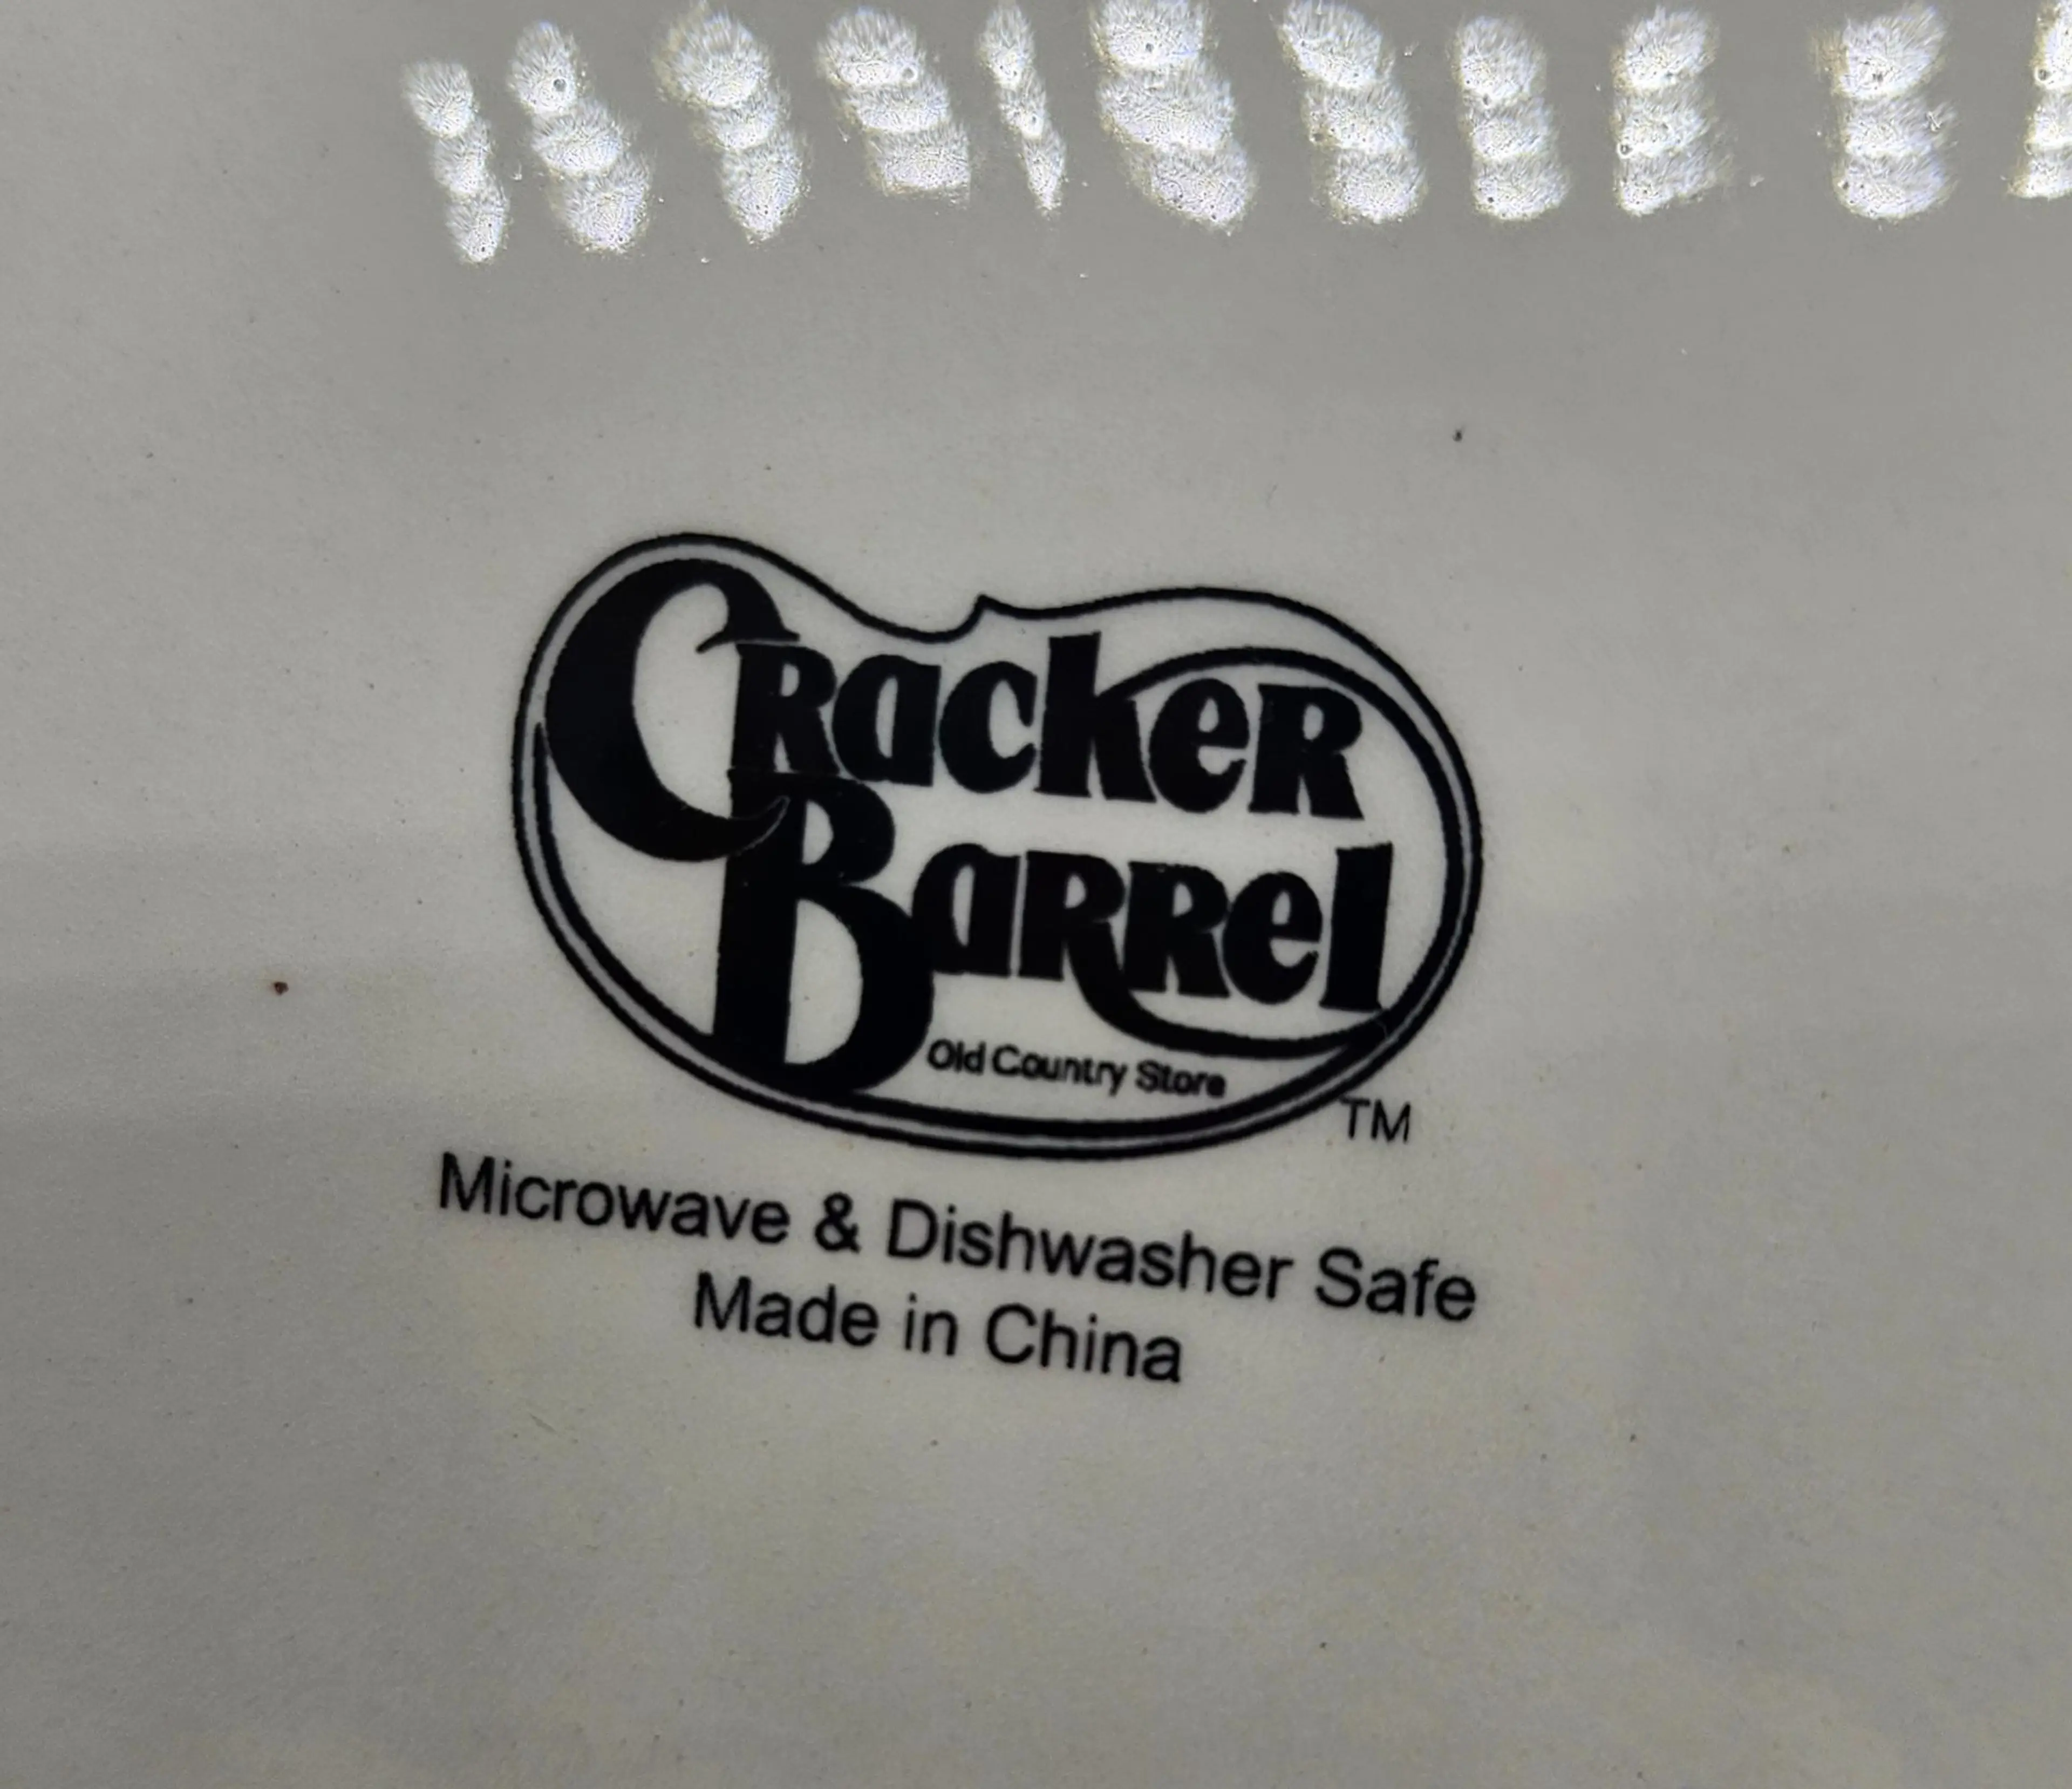 Cracker
Barrel
Old Country Store
TM
Microwave & Dishwasher Safe
Made in China